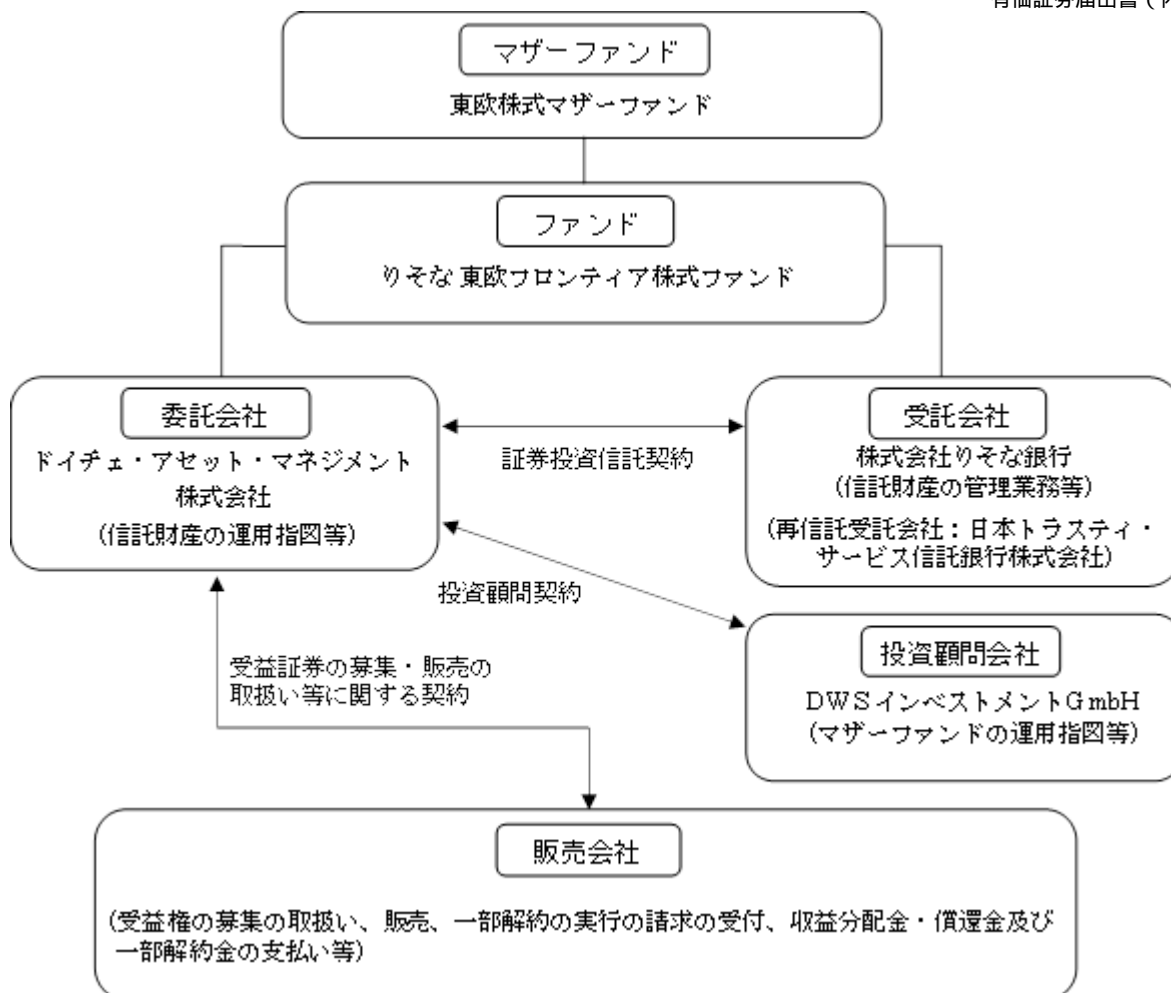 有価証券届出書
マザーファンド
東欧株式マザーファンド
ファンド
りそな 東欧フロンティア株式ファンド
委託会社
ドイチェ・アセット・マネジメント
株式会社
(信託財産の運用指図等)
証券投資信託契約
受託会社
株式会社りそな銀行
(信託財産の管理業務等)
(再信託受託会社：日本トラスティ・
サービス信託銀行株式会社)
投資顧問契約
投資顧問会社
DWSインベストメントGmbH
(マザーファンドの運用指図等)
受益証券の募集・販売の
取扱い等に関する契約
販売会社
(受益権の募集の取扱い、販売、一部解約の実行の請求の受付、収益分配金・償還金及び
一部解約金の支払い等)